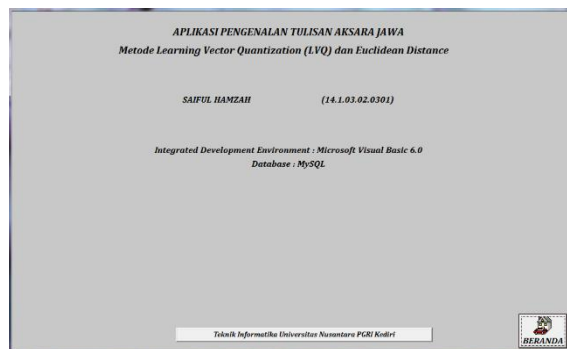 APLIKASI PENGENALAN TULISAN AKSARA JAWA
Metode Learning Vector Quantization (LVQ) dan Euclidean Distance
SAIFUL HAMZAH (14.1.03.02.0301)
Integrated Development Environment : Microsoft Visual Basic 6.0
Database : MySQL
Teknik Informatika Universitas Nusantara PGRI Kediri
BERANDA